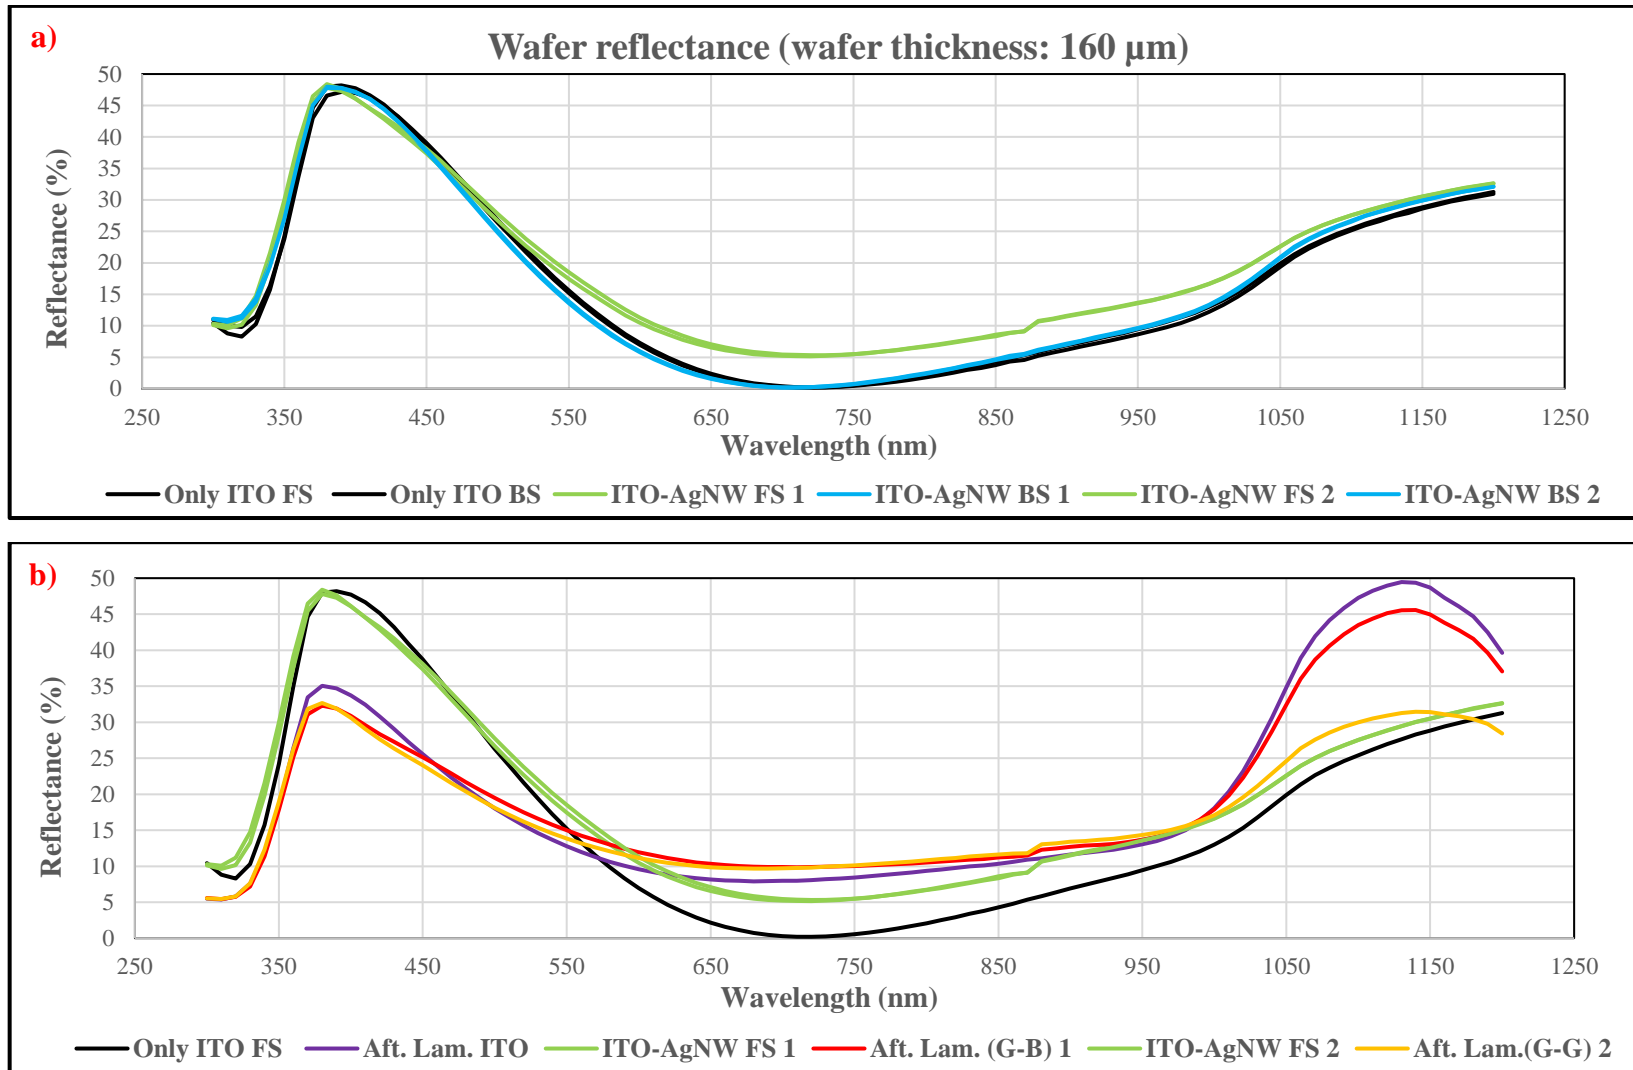 a)
Wafer reflectance (wafer thickness: 160 µm)
Reflectance (%)
50
45
40
35
30
25
20
15
10
5
0
250 350 450 550 650 750 850 950 1050 1150 1250
Wavelength (nm)
Only ITO FS Only ITO BS ITO-AgNW FS 1 ITO-AgNW BS 1 ITO-AgNW FS 2 ITO-AgNW BS 2
b)
Reflectance (%)
50
45
40
35
30
25
20
15
10
5
0
250 350 450 550 650 750 850 950 1050 1150 1250
Wavelength (nm)
Only ITO FS Aft. Lam. ITO ITO-AgNW FS 1 Aft. Lam. (G-B) 1 ITO-AgNW FS 2 Aft. Lam.(G-G) 2